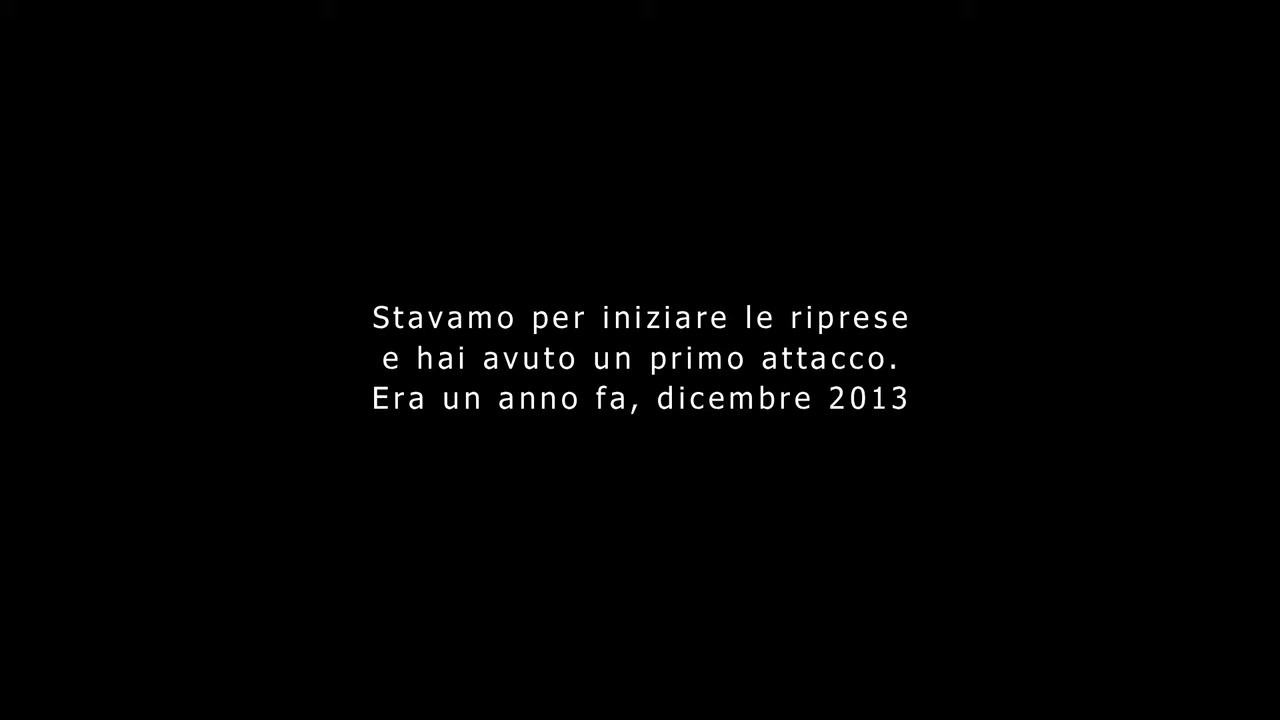 Stavamo per iniziare le riprese
e hai avuto un primo attacco.
Era un anno fa, dicembre 2013